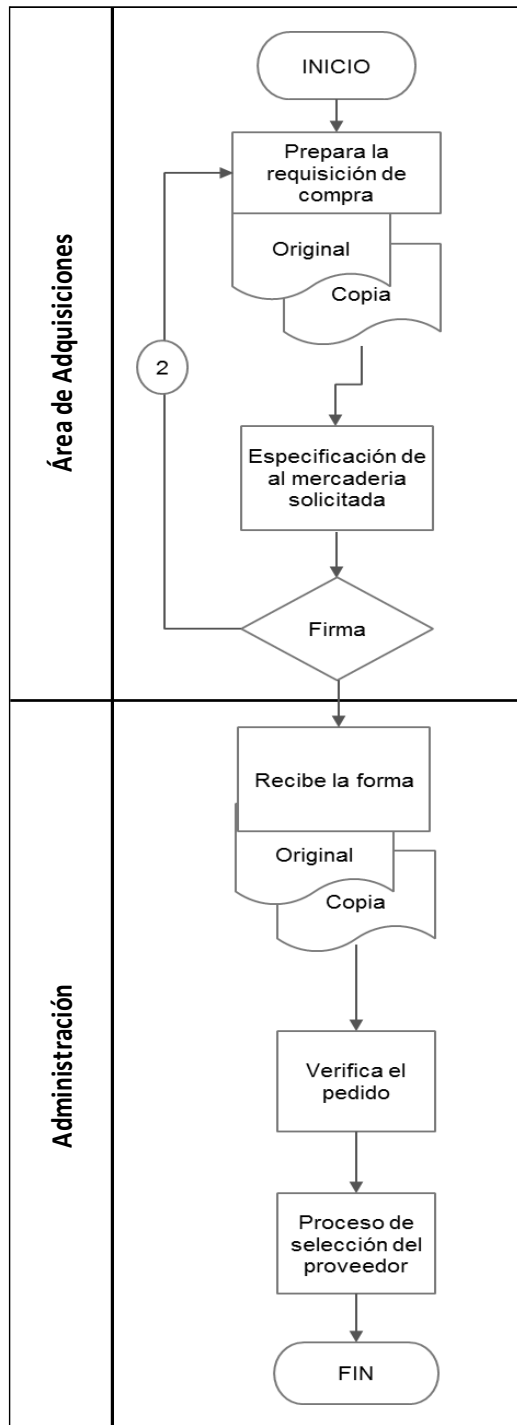 Área de Adquisiciones
INICIO
Prepara la
requisición de
compra
Original
Copia
2
Especificación de
al mercaderia
solicitada
Firma
Administración
Recibe la forma
Original
Copia
Verifica el
pedido
Proceso de
selección del
proveedor
FIN